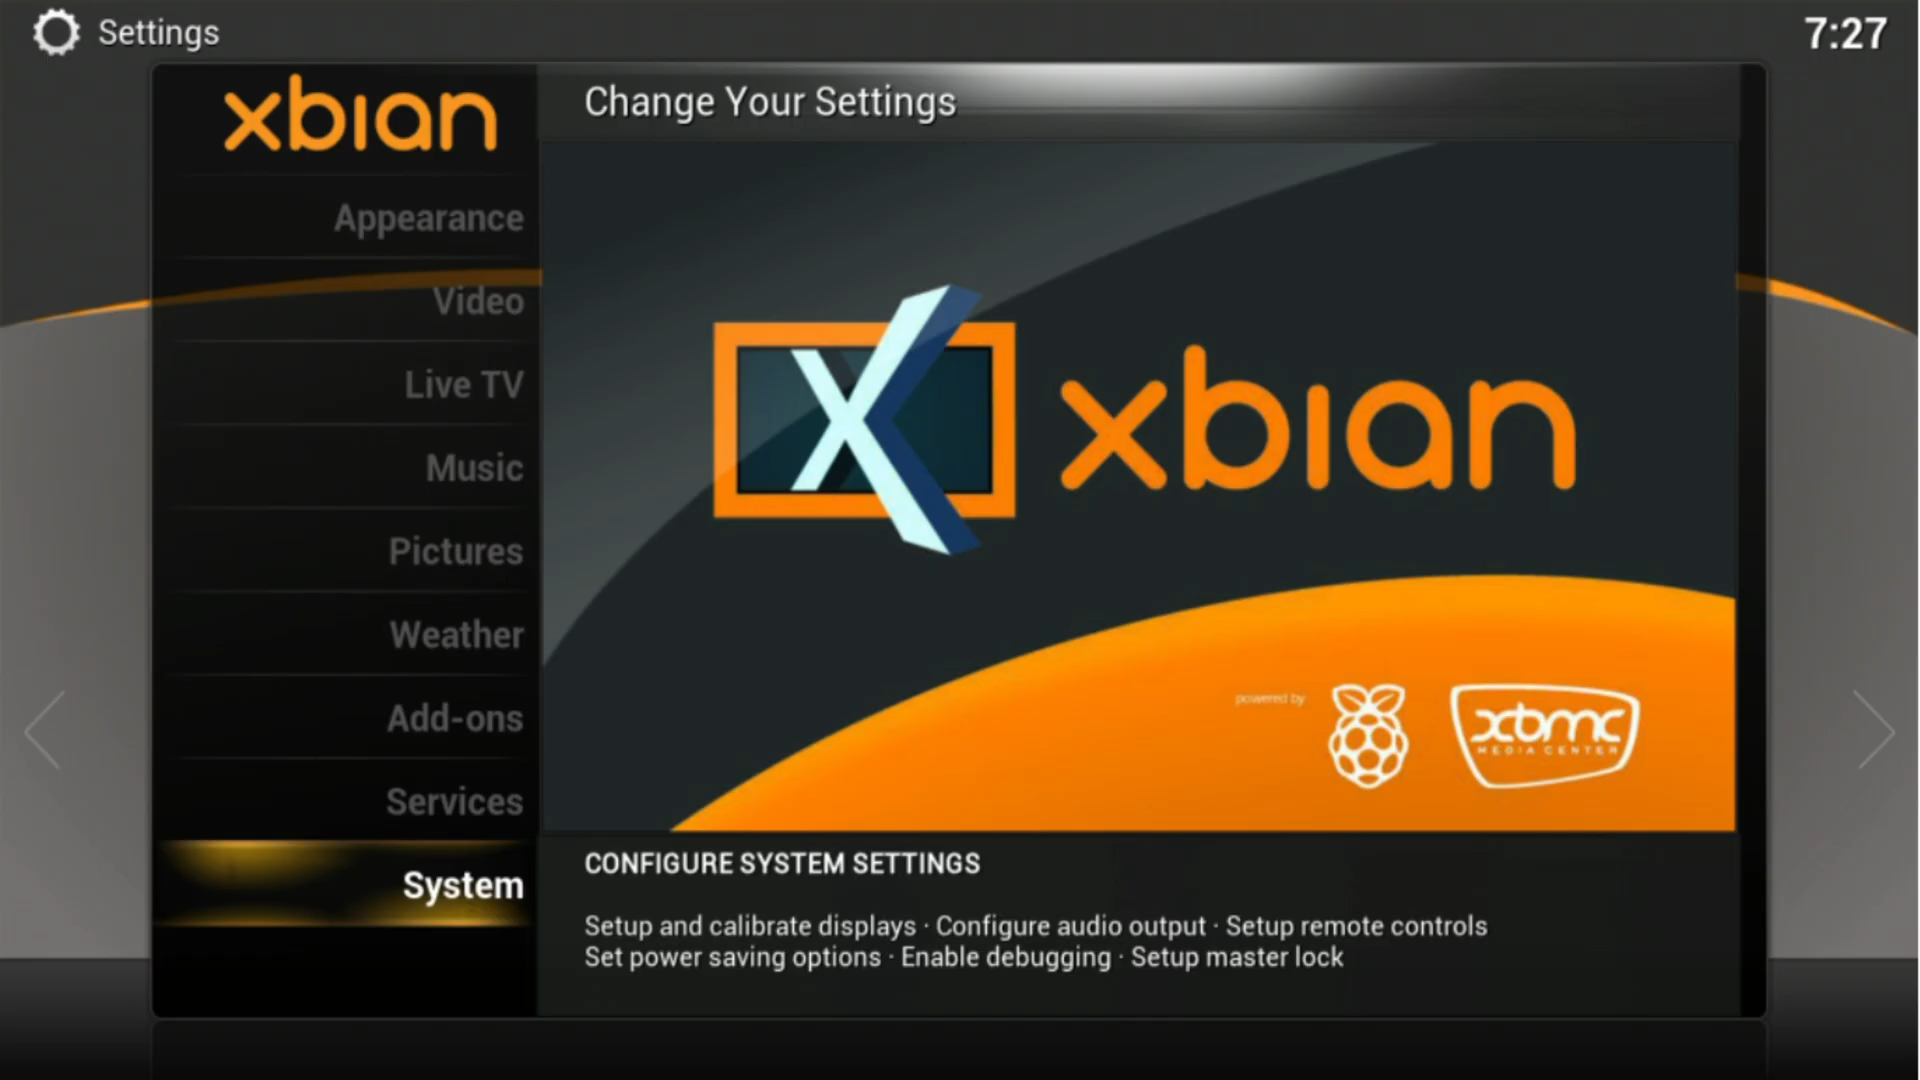 Settings
7:27
xbian
Change Your Settings
Appearance
Video
Live TV
Music
Pictures
Weather
Add-ons
Services
System
X xbian
powered by
xbmc
MEDIA CENTER
CONFIGURE SYSTEM SETTINGS
Setup and calibrate displays · Configure audio output · Setup remote controls
Set power saving options · Enable debugging · Setup master lock